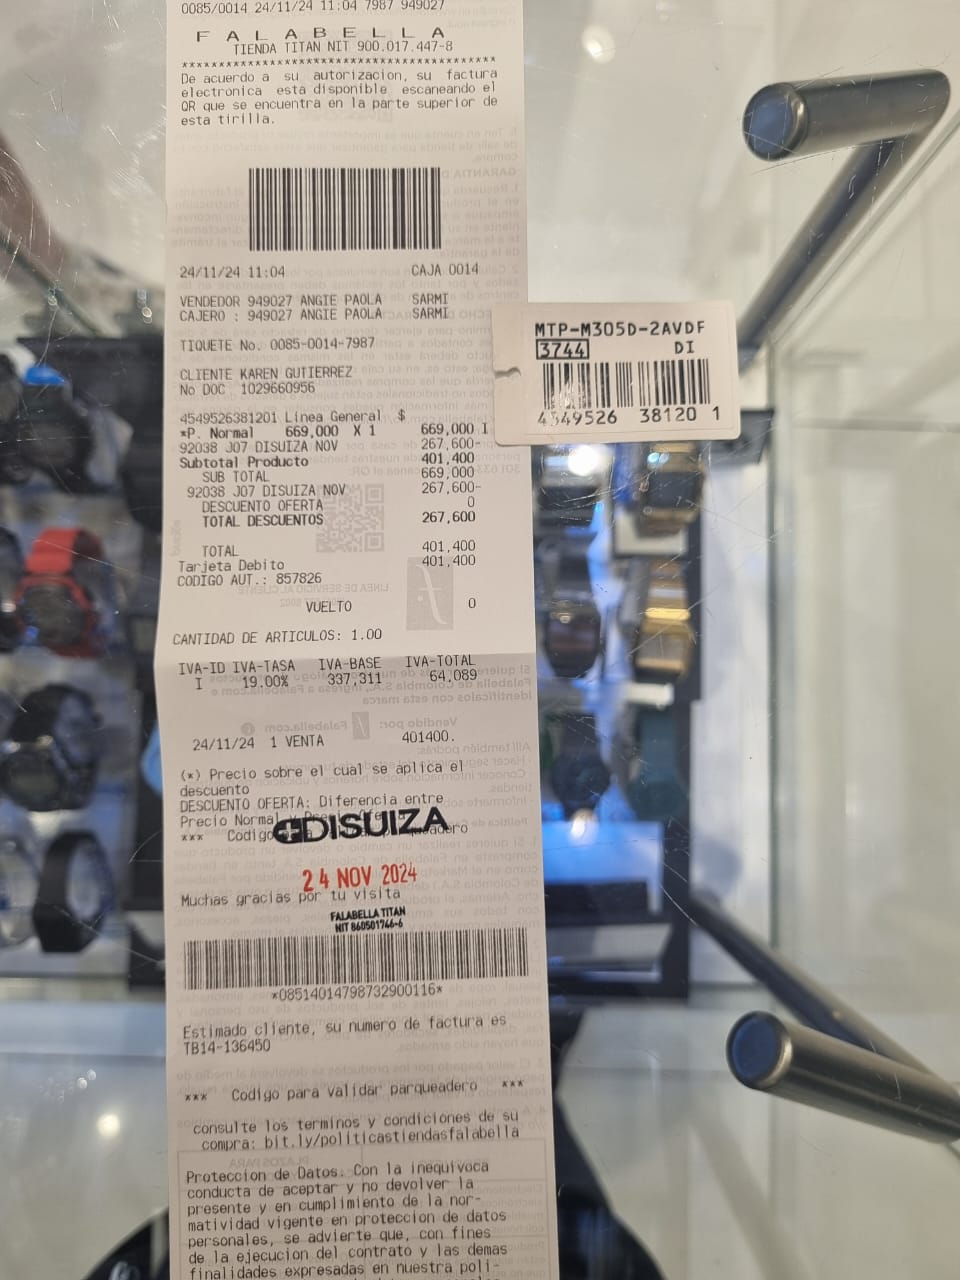 0085/0014 24/11/24 11:04 7987 949027
FALABELLA
TIENDA TITAN NIT 900.017.447-8
**************************************************
De acuerdo a su autorizacion, su factura
electronica está disponible escaneando el
QR que se encuentra en la parte superior de
esta tirilla.
24/11/24 11:04 CAJA 0014
VENDEDOR 949027 ANGIE PAOLA SARMI
CAJERO : 949027 ANGIE PAOLA SARMI
TIQUETE No. 0085-0014-7987
CLIENTE KAREN GUTIERREZ
No DOC 1029660956
4549526381201 Linea General $
*P. Normal 669,000 X 1 669,000 I
92038 J07 DISUIZA NOV 267,600-
Subtotal Producto 401,400
SUB TOTAL 669,000
92038 J07 DISUIZA NOV 267,600-
DESCUENTO OFERTA 0
TOTAL DESCUENTOS 267,600
TOTAL 401,400
Tarjeta Debito 401,400
CODIGO AUT.: 857826
VUELTO 0
CANTIDAD DE ARTICULOS: 1.00
IVA-ID IVA-TASA IVA-BASE IVA-TOTAL
I 19.00% 337,311 64,089
24/11/24 1 VENTA 401400.
(*) Precio sobre el cual se aplica el
descuento
DESCUENTO OFERTA: Diferencia entre
Precio Normal y Precio Oferta
*** Codigo
DISUIZA
24 NOV 2024
Muchas gracias por tu visita
FALABELLA TITAN
NIT 860501746-6
*08514014798732900116*
Estimado cliente, su numero de factura es
TB14-136450
*** Codigo para validar parqueadero ***
consulte los terminos y condiciones de su
compra: bit.ly/politicastiendasfalabella
Proteccion de Datos. Con la inequivoca
conducta de aceptar y no devolver la
presente y en cumplimiento de la nor-
matividad vigente en proteccion de datos
personales, se advierte que, con fines
de la ejecucion del contrato y las demas
finalidades expresadas en nuestra poli-
MTP-M305D-2AVDF
3744 DI
4549526 38120 1